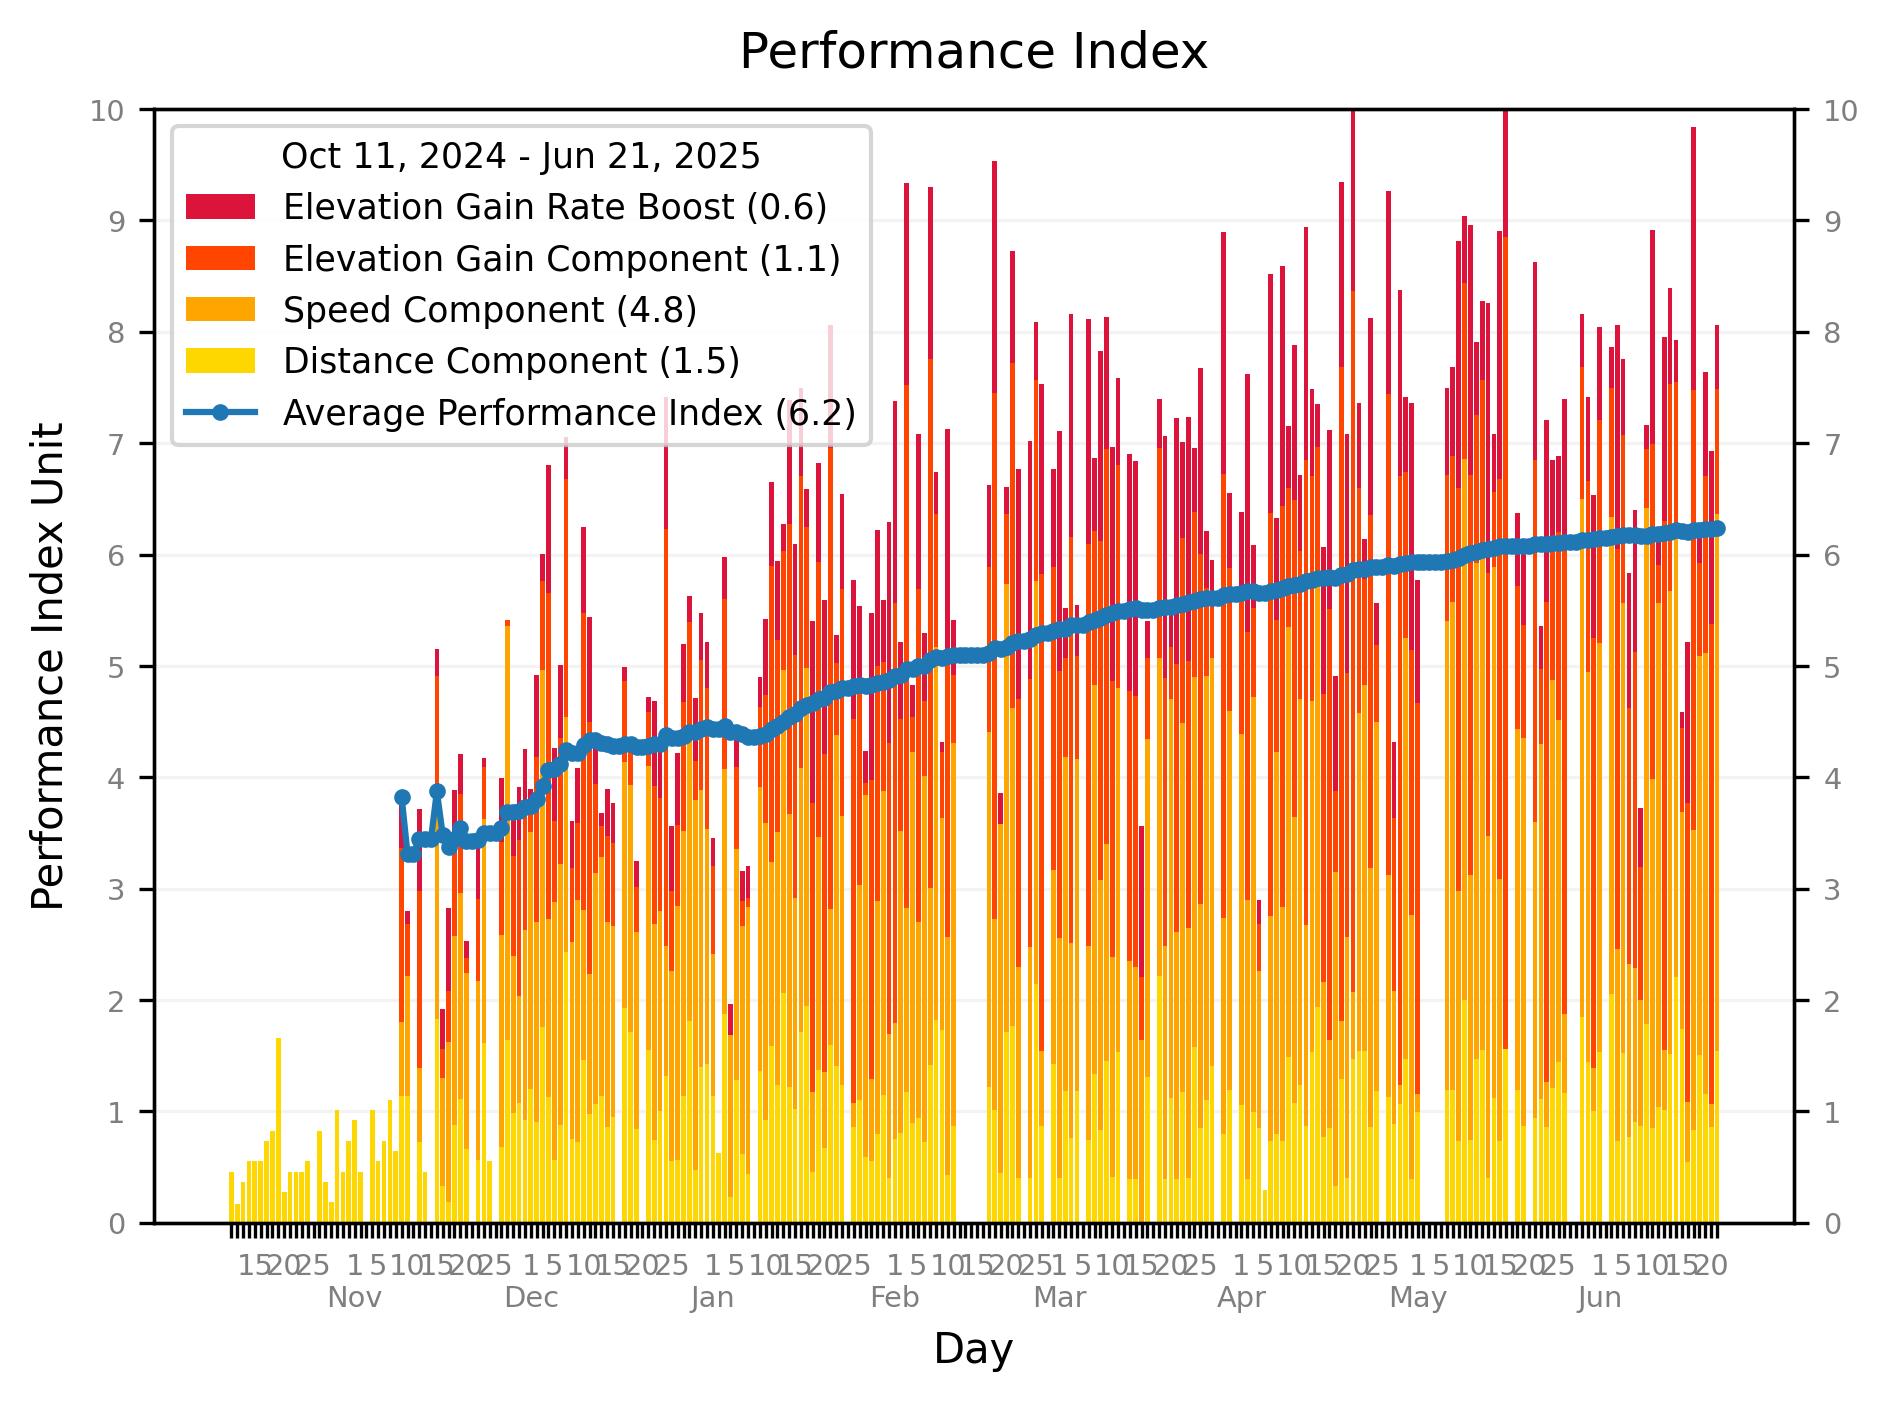 Performance Index
Oct 11, 2024 - Jun 21, 2025
Elevation Gain Rate Boost (0.6)
Elevation Gain Component (1.1)
Speed Component (4.8)
Distance Component (1.5)
Average Performance Index (6.2)
Performance Index Unit
10 10
9 9
8 8
7 7
6 6
5 5
4 4
3 3
2 2
1 1
0 0
15 20 25 1 5 10 15 20 25 1 5 10 15 20 25 1 5 10 15 20 25 1 5 10 15 20 25 1 5 10 15 20 25 1 5 10 15 20 25 1 5 10 15 20 25 1 5 10 15 20
Nov Dec Jan Feb Mar Apr May Jun
Day